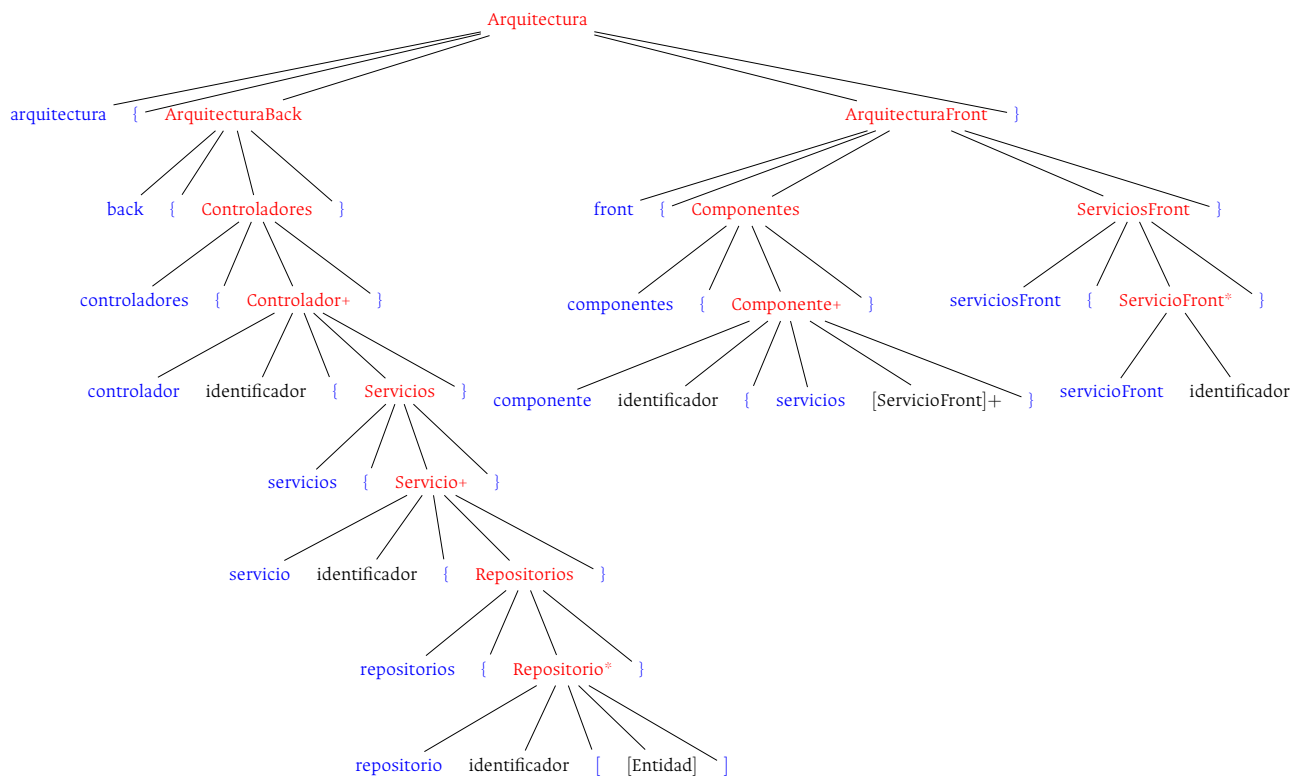 Arquitectura
arquitectura { ArquitecturaBack ArquitecturaFront }
back { Controladores } front { Componentes ServiciosFront }
controladores { Controlador+ } componentes { Componente+ } serviciosFront { ServicioFront* }
controlador identificador { Servicios } componente identificador { servicios [ServicioFront]+ } servicioFront identificador
servicios { Servicio+ }
servicio identificador { Repositorios }
repositorios { Repositorio* }
repositorio identificador [ [Entidad] ]